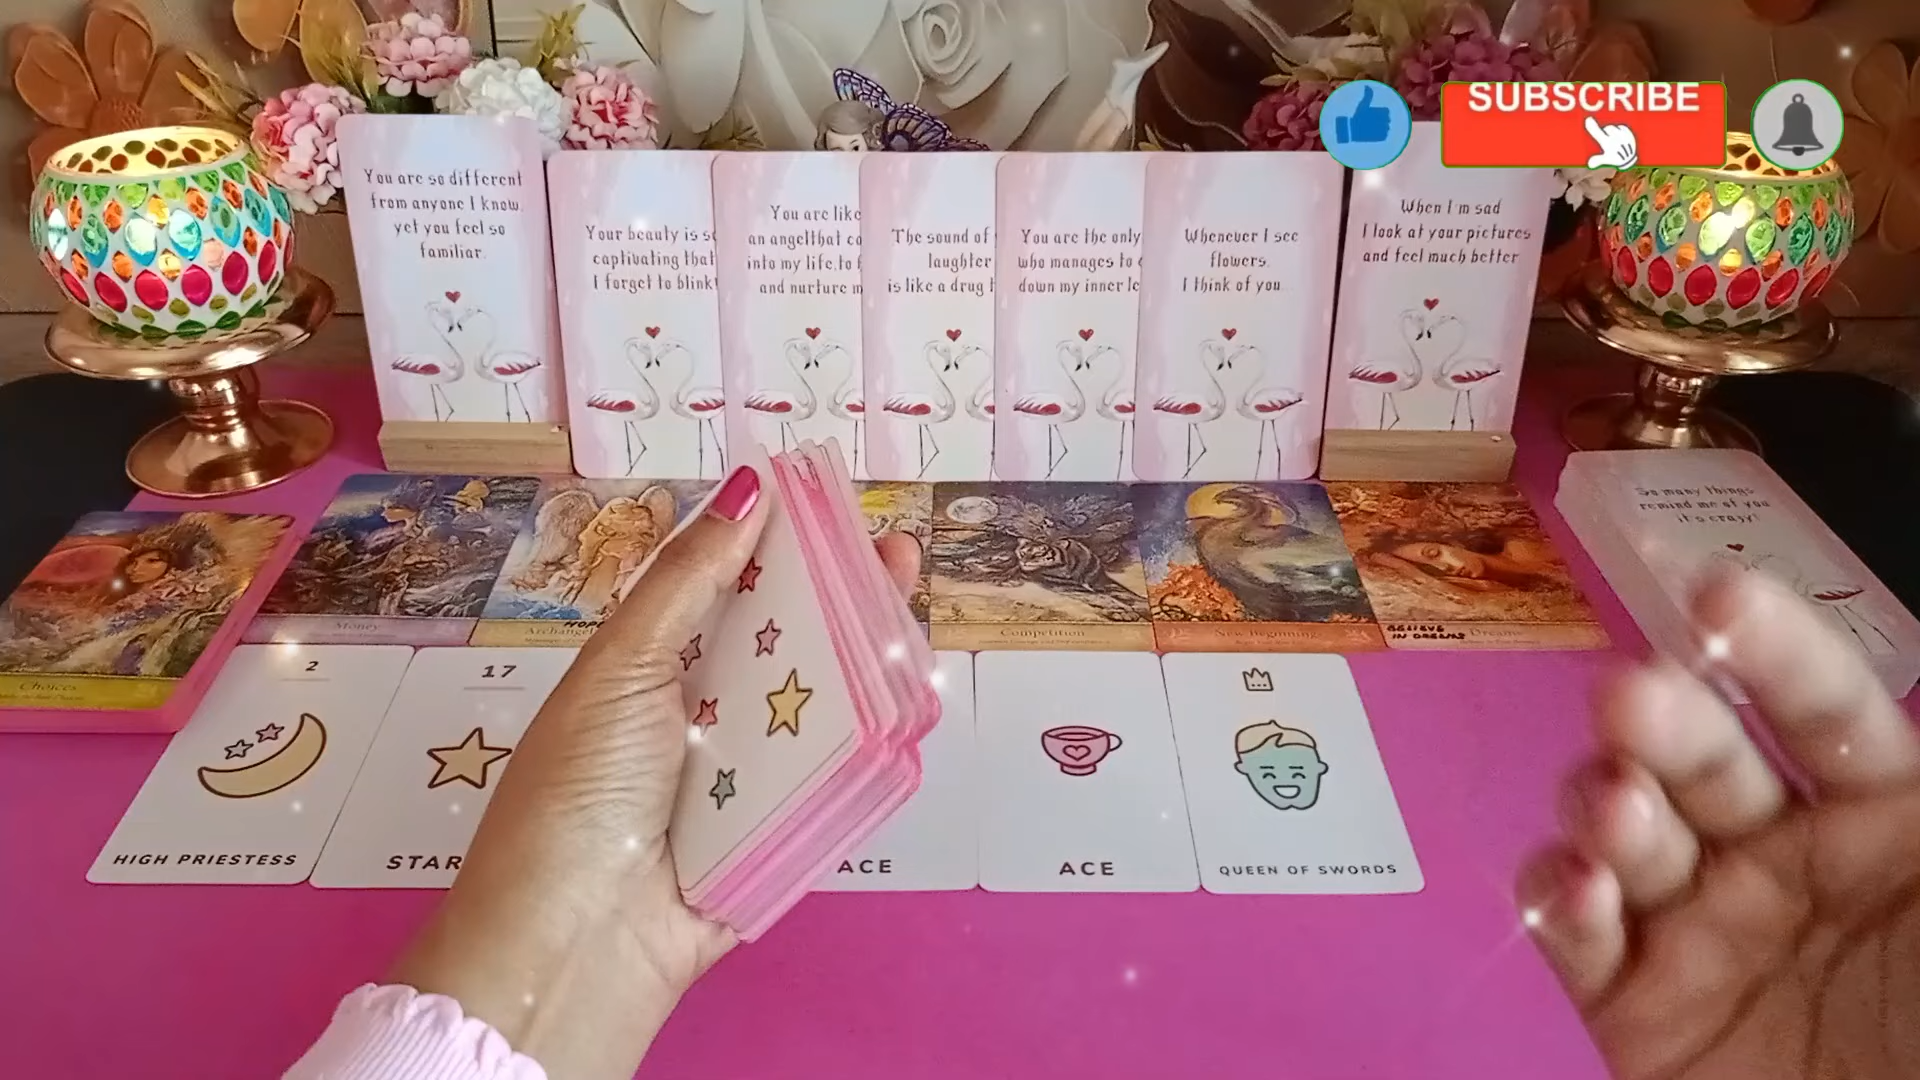 SUBSCRIBE
You are so different
from anyone I know,
yet you feel so
familiar.
Your beauty is
captivating that
I forget to blink!
You are like
an angel that
into my life, to
and nurture
The sound of
laughter
is like a drug
You are the only
who manages to
down my inner
Whenever I see
flowers,
I think of you.
When I'm sad
I look at your pictures
and feel much better
So many things
remind me of you
it's crazy!
Choices
Money
HOPE
Archangel
Competition
New Beginnings
BELIEVE
IN DREAMS
Dreams
2
HIGH PRIESTESS
17
STAR
ACE
ACE
QUEEN OF SWORDS